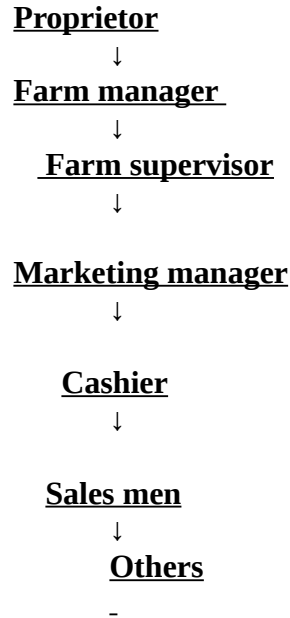 Proprietor
↓
Farm manager
↓
Farm supervisor
↓
Marketing manager
↓
Cashier
↓
Sales men
↓
Others